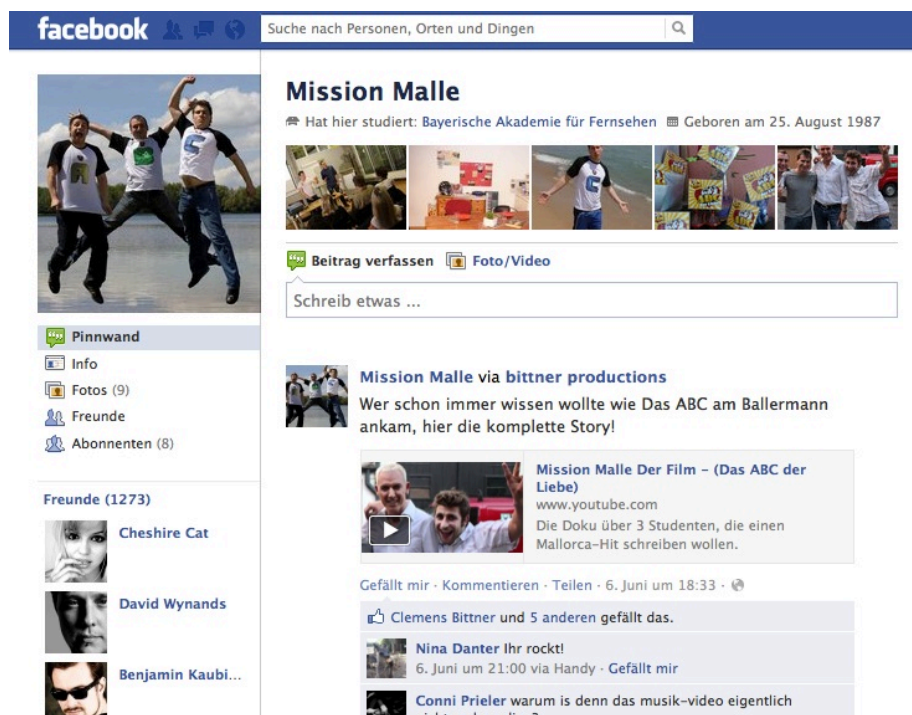 facebook
Suche nach Personen, Orten und Dingen
Mission Malle
Hat hier studiert: Bayerische Akademie für Fernsehen Geboren am 25. August 1987
Beitrag verfassen Foto/Video
Schreib etwas ...
Pinnwand
Info
Fotos (9)
Freunde
Abonnenten (8)
Freunde (1273)
Cheshire Cat
David Wynands
Benjamin Kaubi...
Mission Malle via bittner productions
Wer schon immer wissen wollte wie Das ABC am Ballermann
ankam, hier die komplette Story!
Mission Malle Der Film – (Das ABC der
Liebe)
www.youtube.com
Die Doku über 3 Studenten, die einen
Mallorca-Hit schreiben wollen.
Gefällt mir · Kommentieren · Teilen · 6. Juni um 18:33 ·
Clemens Bittner und 5 anderen gefällt das.
Nina Danter Ihr rockt!
6. Juni um 21:00 via Handy · Gefällt mir
Conni Prieler warum is denn das musik-video eigentlich